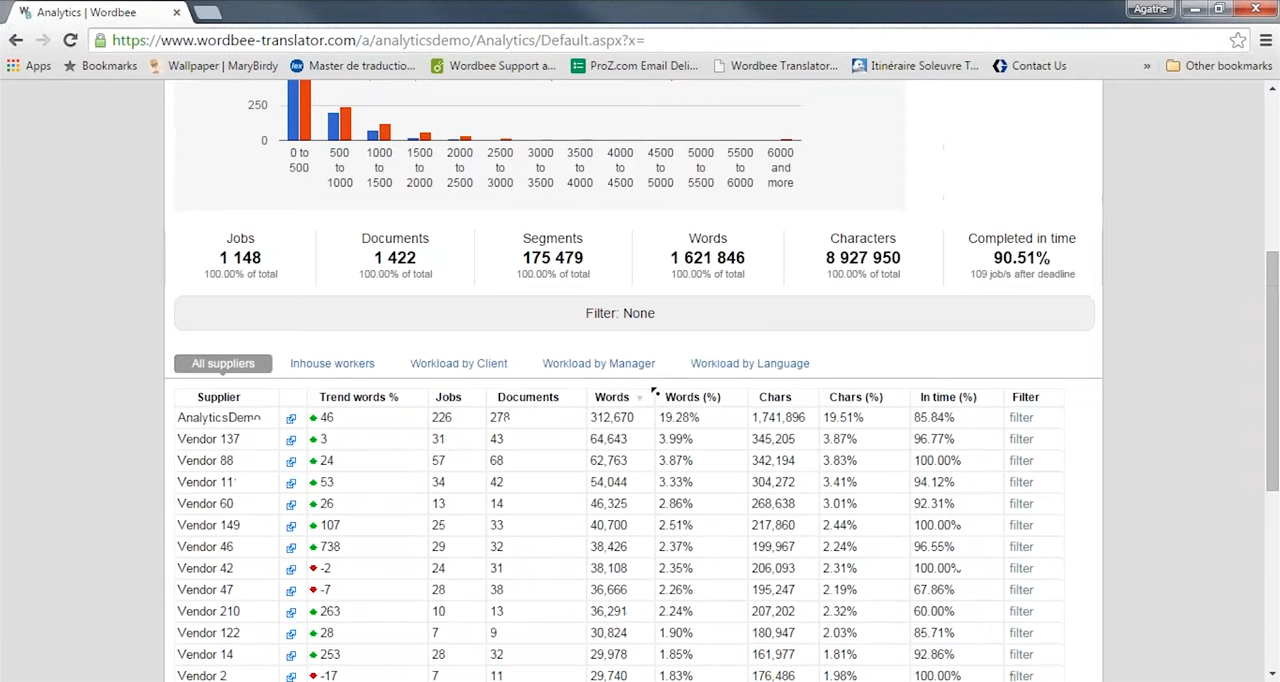 Analytics | Wordbee
Agathe
https://www.wordbee-translator.com/a/analyticsdemo/Analytics/Default.aspx?x=
Apps Bookmarks Wallpaper | MaryBirdy Master de traductio... Wordbee Support a... ProZ.com Email Deli... Wordbee Translator... Itinéraire Soleuvre T... Contact Us » Other bookmarks
250
0
0 to 500 1000 1500 2000 2500 3000 3500 4000 4500 5000 5500 6000
500 to to to to to to to to to to to and
1000 1500 2000 2500 3000 3500 4000 4500 5000 5500 6000 more
Jobs Documents Segments Words Characters Completed in time
1 148 1 422 175 479 1 621 846 8 927 950 90.51%
100.00% of total 100.00% of total 100.00% of total 100.00% of total 100.00% of total 109 job/s after deadline
Filter: None
All suppliers Inhouse workers Workload by Client Workload by Manager Workload by Language
Supplier Trend words % Jobs Documents Words Words (%) Chars Chars (%) In time (%) Filter
AnalyticsDemo 46 226 278 312,670 19.28% 1,741,896 19.51% 85.84% filter
Vendor 137 3 31 43 64,643 3.99% 345,205 3.87% 96.77% filter
Vendor 88 24 57 68 62,763 3.87% 342,194 3.83% 100.00% filter
Vendor 53 34 42 54,044 3.33% 304,272 3.41% 94.12% filter
Vendor 60 26 13 14 46,325 2.86% 268,638 3.01% 92.31% filter
Vendor 149 107 25 33 40,700 2.51% 217,860 2.44% 100.00% filter
Vendor 46 738 29 32 38,426 2.37% 199,967 2.24% 96.55% filter
Vendor 42 -2 24 31 38,108 2.35% 206,093 2.31% 100.00% filter
Vendor 47 -7 28 38 36,666 2.26% 195,247 2.19% 67.86% filter
Vendor 210 263 10 13 36,291 2.24% 207,202 2.32% 60.00% filter
Vendor 122 28 7 9 30,824 1.90% 180,947 2.03% 85.71% filter
Vendor 14 253 28 32 29,978 1.85% 161,977 1.81% 92.86% filter
Vendor 2 -17 7 11 29,740 1.83% 176,486 1.98% 100.00% filter